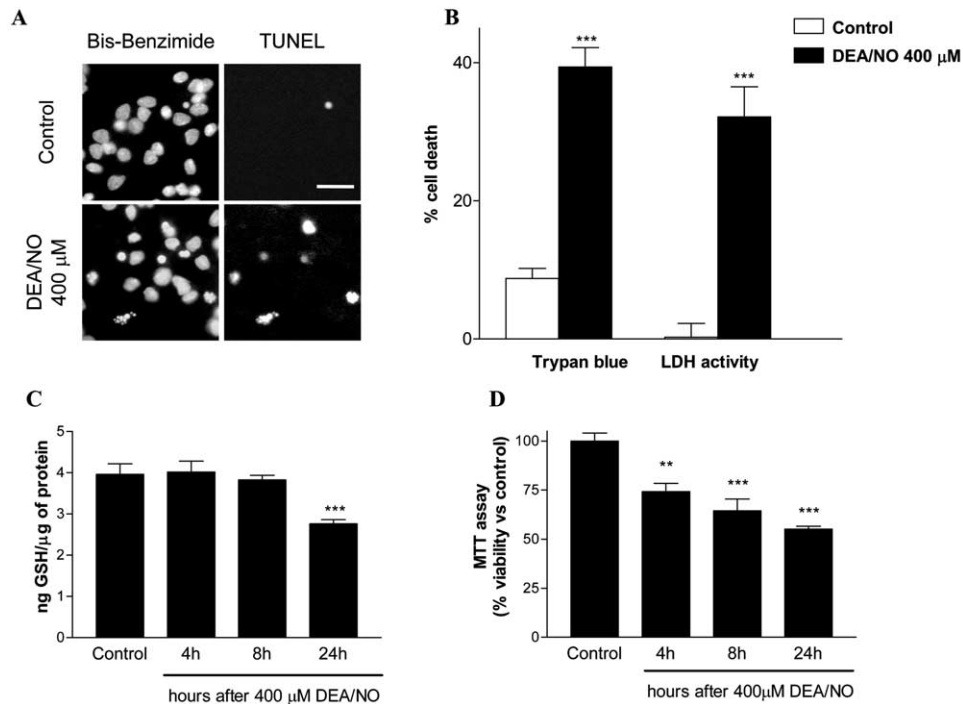 A
Bis-Benzimide TUNEL
Control
DEA/NO
400 μM
B
Control
DEA/NO 400 μM
% cell death
40
20
0
***
***
Trypan blue LDH activity
C
ng GSH/μg of protein
5
4
3
2
1
0
***
Control 4h 8h 24h
hours after 400 μM DEA/NO
D
MTT assay
(% viability vs control)
100
75
50
25
0
**
***
***
Control 4h 8h 24h
hours after 400μM DEA/NO